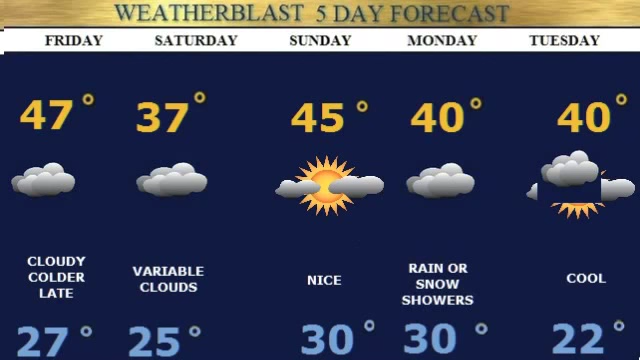 WEATHERBLAST 5 DAY FORECAST
FRIDAY SATURDAY SUNDAY MONDAY TUESDAY
47° 37° 45° 40° 40°
CLOUDY
COLDER
LATE
VARIABLE
CLOUDS
NICE
RAIN OR
SNOW
SHOWERS
COOL
27° 25° 30° 30° 22°